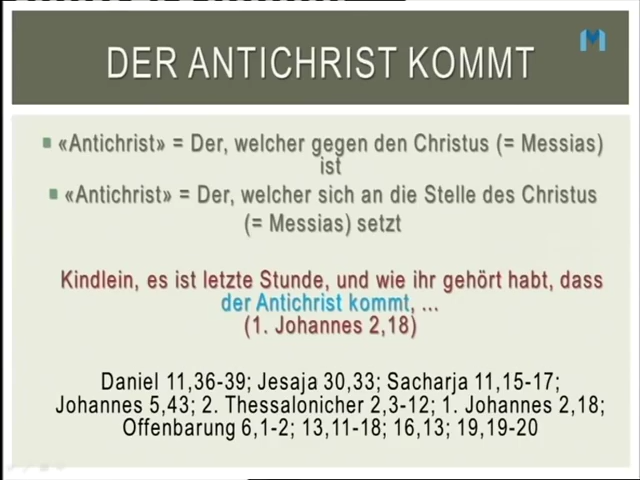 DER ANTICHRIST KOMMT
«Antichrist» = Der, welcher gegen den Christus (= Messias)
ist
«Antichrist» = Der, welcher sich an die Stelle des Christus
(= Messias) setzt
Kindlein, es ist letzte Stunde, und wie ihr gehört habt, dass
der Antichrist kommt, ...
(1. Johannes 2,18)
Daniel 11,36-39; Jesaja 30,33; Sacharja 11,15-17;
Johannes 5,43; 2. Thessalonicher 2,3-12; 1. Johannes 2,18;
Offenbarung 6,1-2; 13,11-18; 16,13; 19,19-20